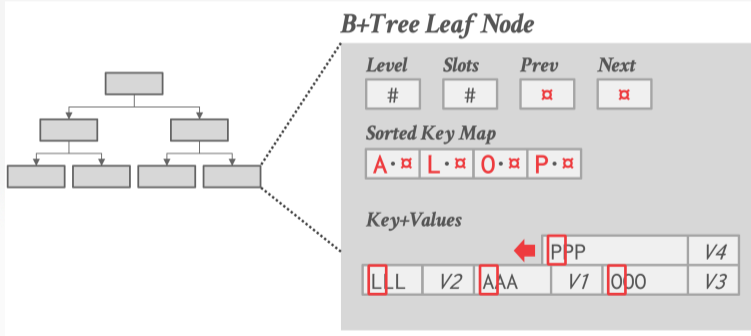 B+Tree Leaf Node
Level Slots Prev Next
# # ¤ ¤
Sorted Key Map
A·¤ L·¤ O·¤ P·¤
Key+Values
PPP V4
LLL V2 AAA V1 OOO V3